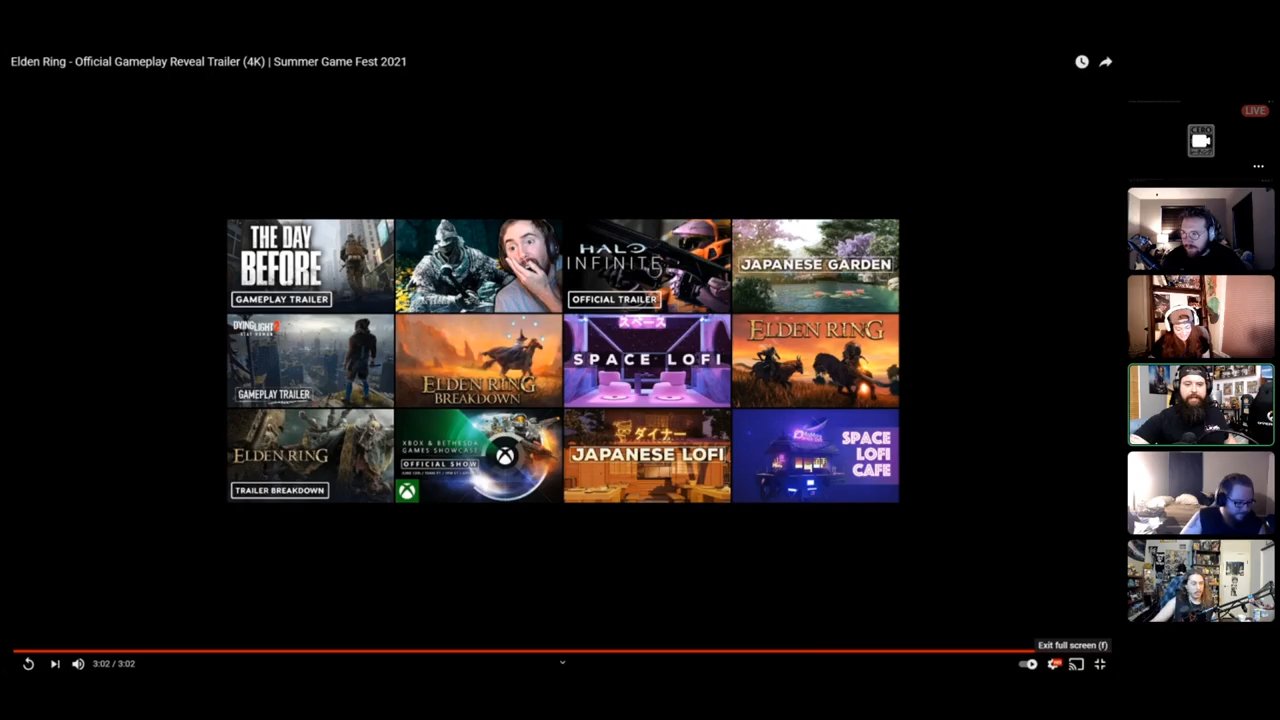 Elden Ring - Official Gameplay Reveal Trailer (4K) | Summer Game Fest 2021
LIVE
THE DAY
BEFORE
GAMEPLAY TRAILER
HALO
INFINITE
OFFICIAL TRAILER
JAPANESE GARDEN
DYING LIGHT 2
STAY HUMAN
GAMEPLAY TRAILER
ELDEN RING
BREAKDOWN
スペース
SPACE LOFI
ELDEN RING
ELDEN RING
TRAILER BREAKDOWN
XBOX & BETHESDA
GAMES SHOWCASE
OFFICIAL SHOW
ダイナー
JAPANESE LOFI
SPACE
LOFI
CAFE
Exit full screen (f)
3:02 / 3:02